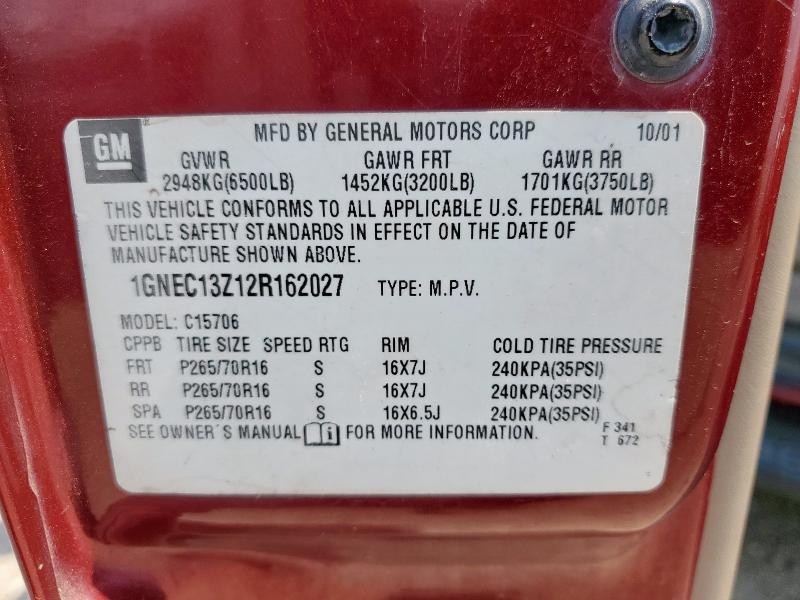 GM MFD BY GENERAL MOTORS CORP 10/01
GVWR GAWR FRT GAWR RR
2948KG(6500LB) 1452KG(3200LB) 1701KG(3750LB)
THIS VEHICLE CONFORMS TO ALL APPLICABLE U.S. FEDERAL MOTOR
VEHICLE SAFETY STANDARDS IN EFFECT ON THE DATE OF
MANUFACTURE SHOWN ABOVE.
1GNEC13Z12R162027 TYPE: M.P.V.
MODEL: C15706
CPPB TIRE SIZE SPEED RTG RIM COLD TIRE PRESSURE
FRT P265/70R16 S 16X7J 240KPA(35PSI)
RR P265/70R16 S 16X7J 240KPA(35PSI)
SPA P265/70R16 S 16X6.5J 240KPA(35PSI)
SEE OWNER'S MANUAL FOR MORE INFORMATION.
F 341
T 672